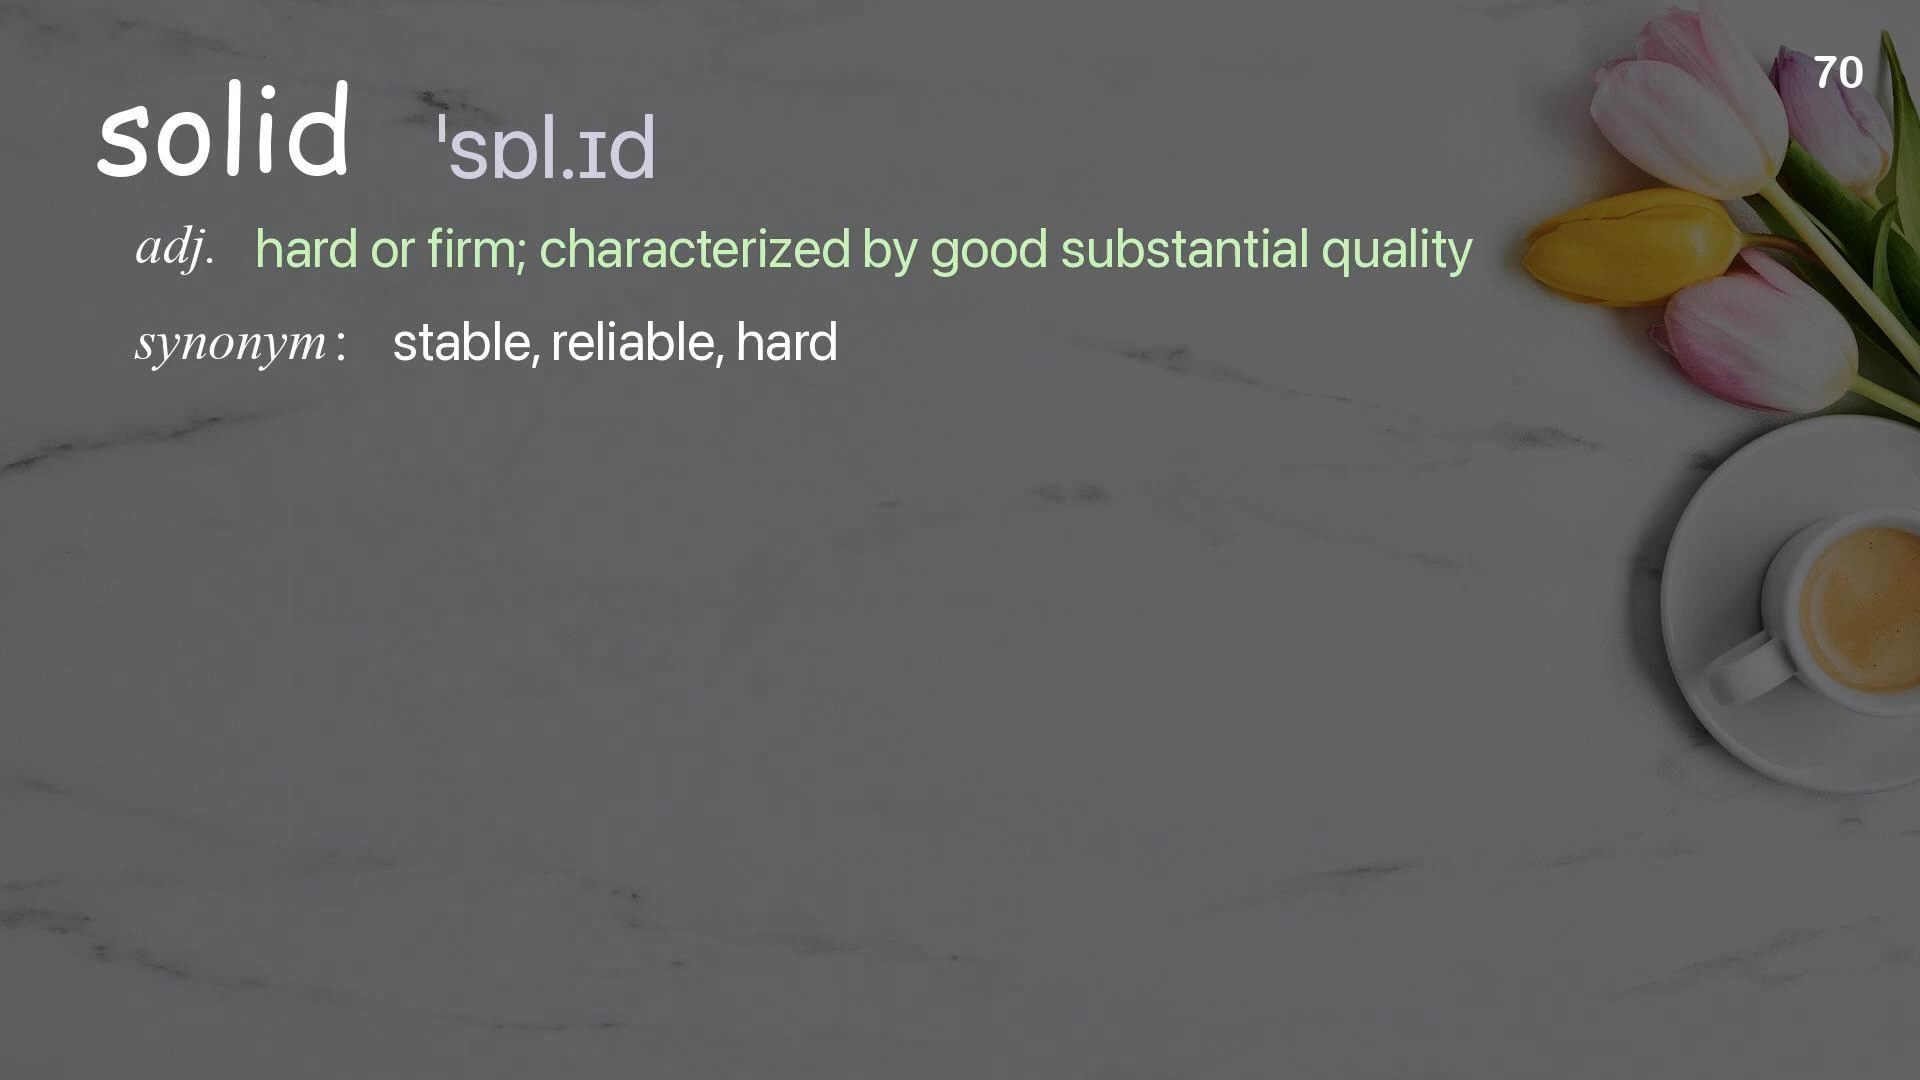 70
solid ˈsɒl.ɪd
adj. hard or firm; characterized by good substantial quality
synonym : stable, reliable, hard